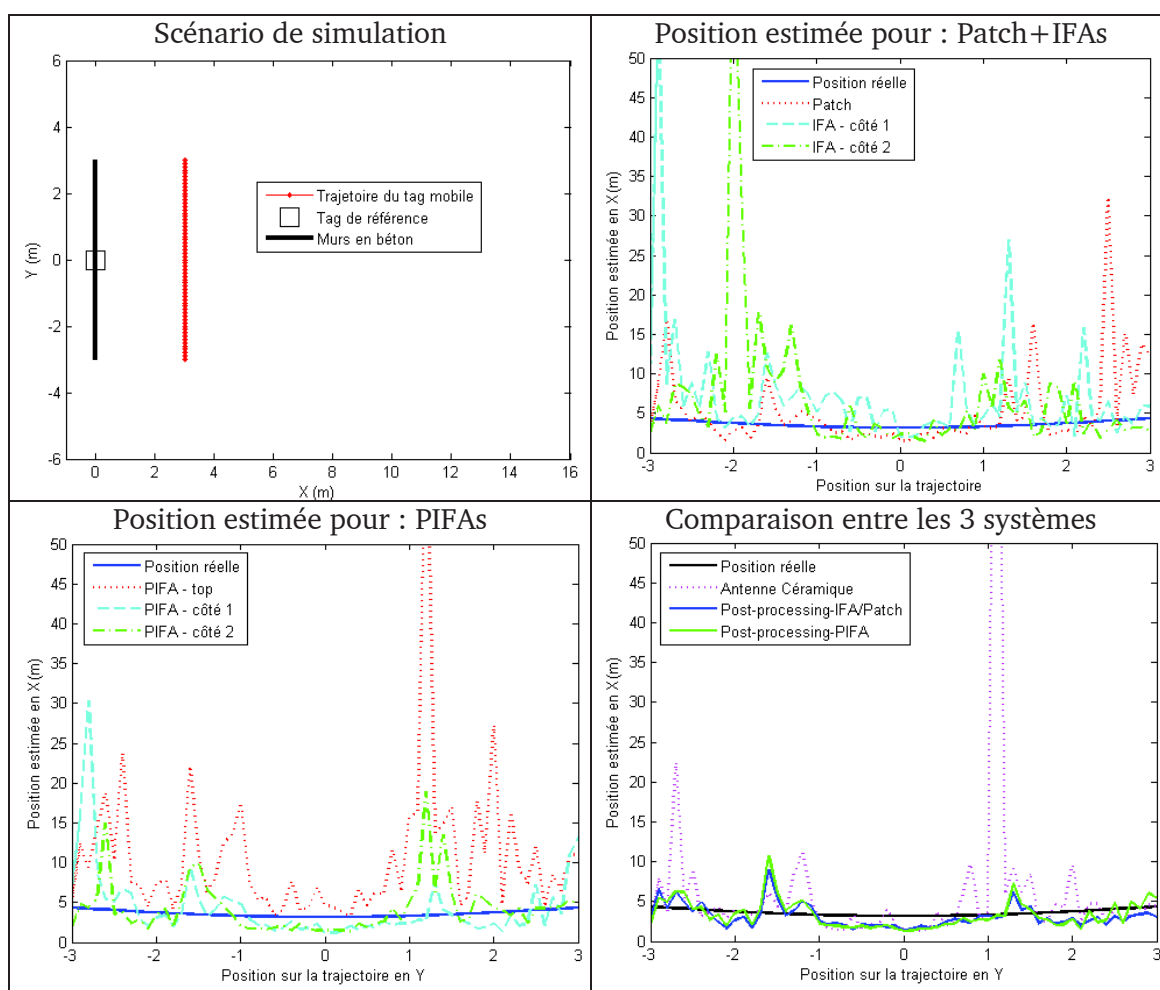 Scénario de simulation
6
4
2
0
-2
-4
-6
Y (m)
0
2
4
6
8
10
12
14
16
X (m)
Trajetoire du tag mobile
Tag de référence
Murs en béton
Position estimée pour : Patch+IFAs
50
45
40
35
30
25
20
15
10
5
0
Position estimée en X (m)
-3
-2
-1
0
1
2
3
Position sur la trajectoire
Position réelle
Patch
IFA - côté 1
IFA - côté 2
Position estimée pour : PIFAs
50
45
40
35
30
25
20
15
10
5
0
Position estimée en X (m)
-3
-2
-1
0
1
2
3
Position sur la trajectoire en Y
Position réelle
PIFA - top
PIFA - côté 1
PIFA - côté 2
Comparaison entre les 3 systèmes
50
45
40
35
30
25
20
15
10
5
0
Position estimée en X (m)
-3
-2
-1
0
1
2
3
Position sur la trajectoire en Y
Position réelle
Antenne Céramique
Post-processing-IFA/Patch
Post-processing-PIFA